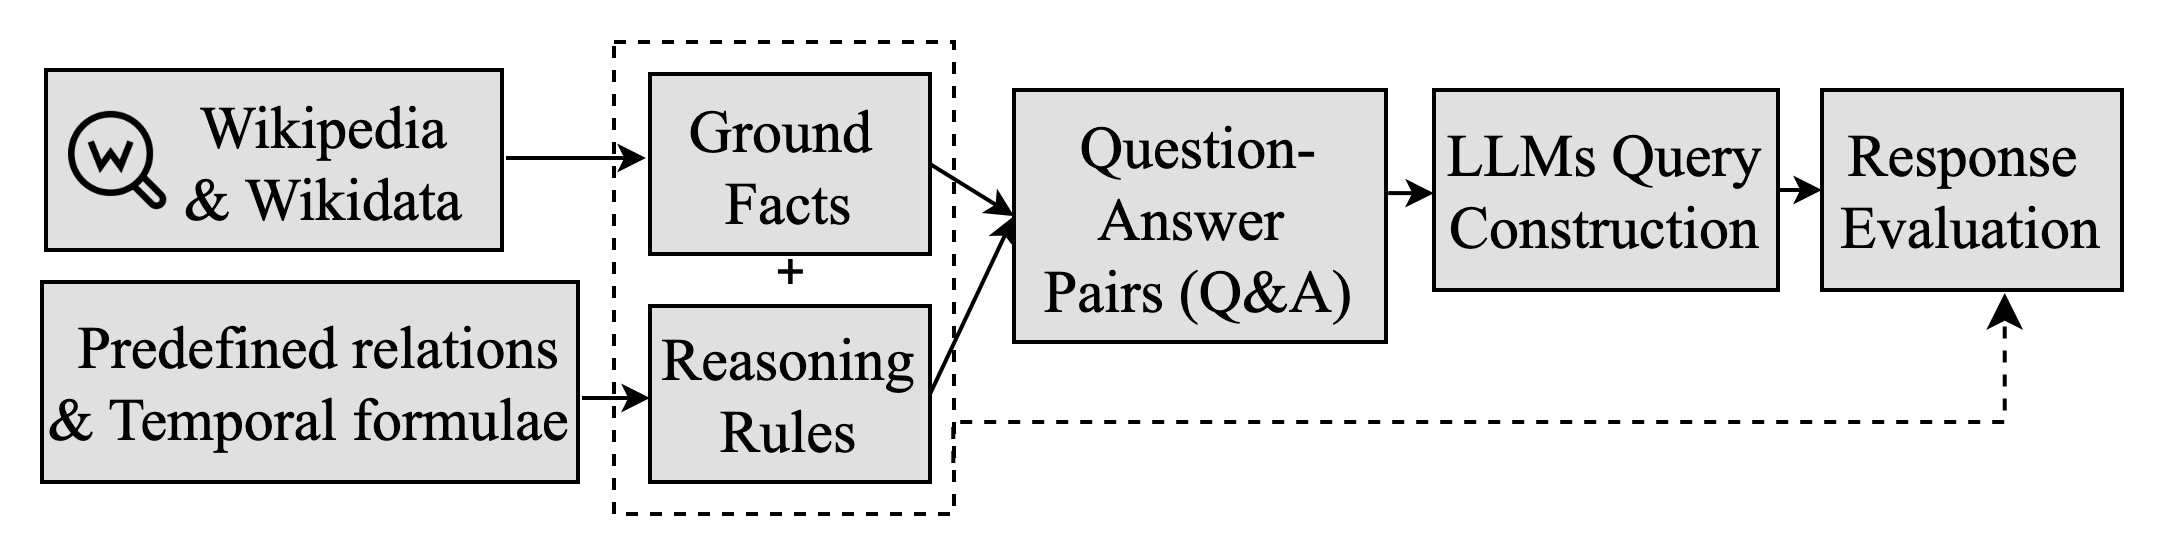 Wikipedia
& Wikidata
Predefined relations
& Temporal formulae
Ground
Facts
+
Reasoning
Rules
Question-
Answer
Pairs (Q&A)
LLMs Query
Construction
Response
Evaluation